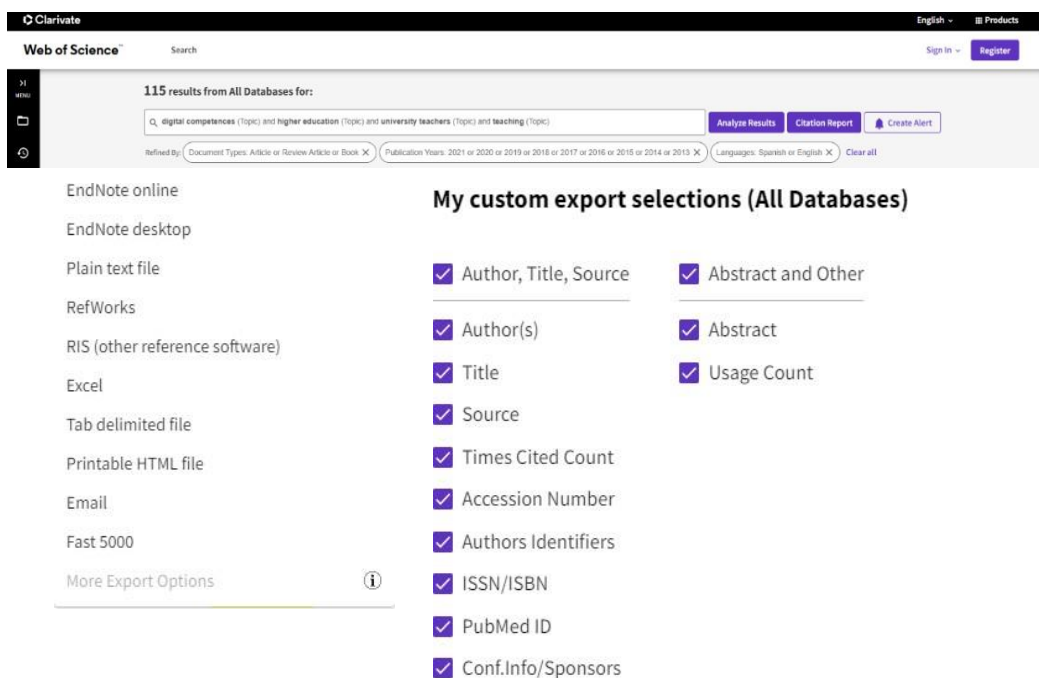 Clarivate
English
Products
Web of Science™
Search
Sign In
Register
MENU
115 results from All Databases for:
digital competences (Topic) and higher education (Topic) and university teachers (Topic) and teaching (Topic)
Analyze Results
Citation Report
Create Alert
Refined By: Document Types: Article or Review Article or Book X Publication Years: 2021 or 2020 or 2019 or 2018 or 2017 or 2016 or 2015 or 2014 or 2013 X Languages: Spanish or English X Clear all
EndNote online
EndNote desktop
Plain text file
RefWorks
RIS (other reference software)
Excel
Tab delimited file
Printable HTML file
Email
Fast 5000
More Export Options
My custom export selections (All Databases)
Author, Title, Source
Author(s)
Title
Source
Times Cited Count
Accession Number
Authors Identifiers
ISSN/ISBN
PubMed ID
Conf.Info/Sponsors
Abstract and Other
Abstract
Usage Count